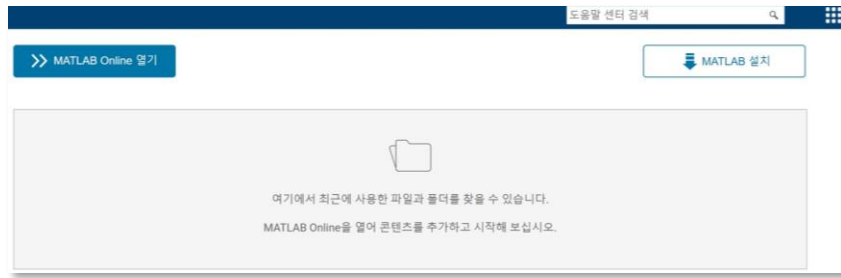 도움말 센터 검색
MATLAB Online 열기
MATLAB 설치
여기에서 최근에 사용한 파일과 폴더를 찾을 수 있습니다.
MATLAB Online을 열어 콘텐츠를 추가하고 시작해 보십시오.